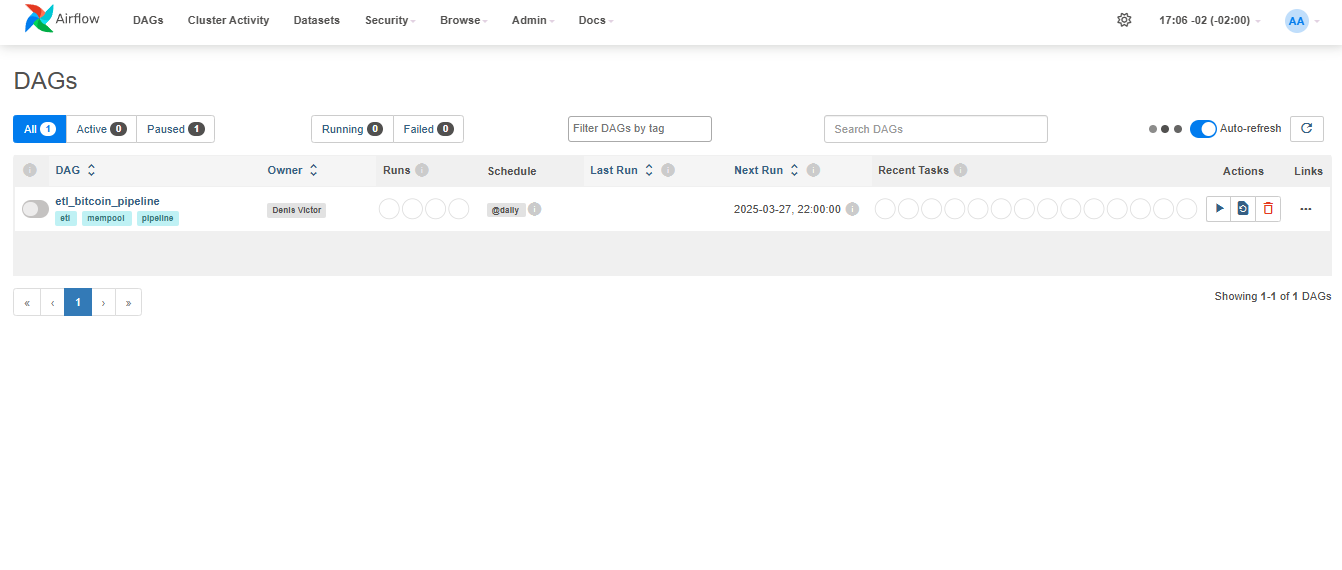 Airflow DAGs Cluster Activity Datasets Security Browse Admin Docs 17:06 -02 (-02:00) AA
DAGs
All 1 Active 0 Paused 1 Running 0 Failed 0 Filter DAGs by tag Search DAGs Auto-refresh
i DAG Owner Runs i Schedule Last Run i Next Run i Recent Tasks i Actions Links
etl_bitcoin_pipeline Denis Victor @daily i 2025-03-27, 22:00:00 i ...
etl mempool pipeline
« ‹ 1 › » Showing 1-1 of 1 DAGs